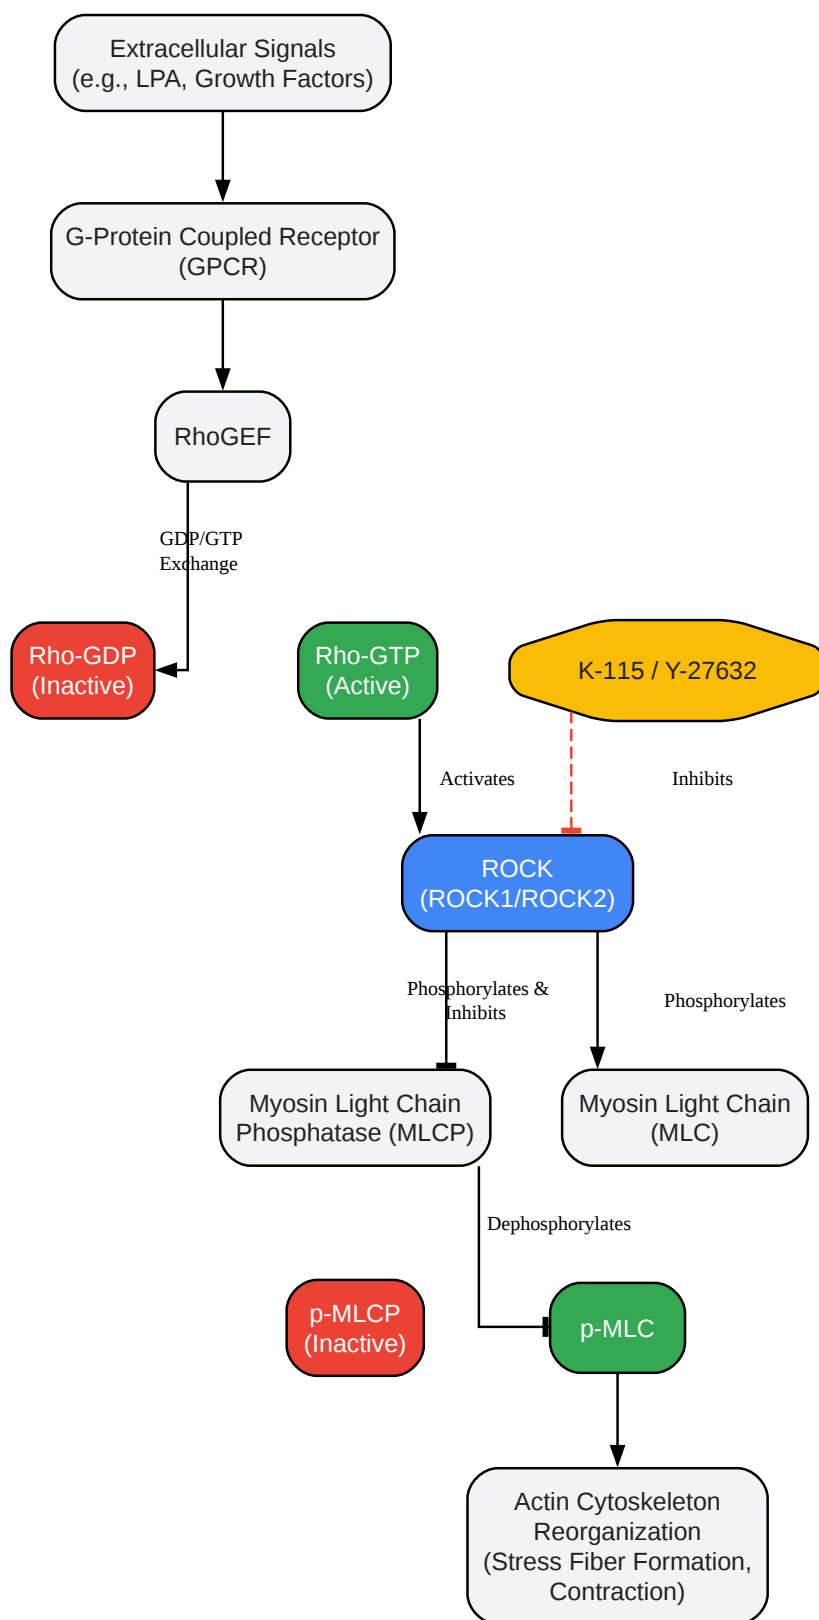 Extracellular Signals
(e.g., LPA, Growth Factors)
G-Protein Coupled Receptor
(GPCR)
RhoGEF
GDP/GTP
Exchange
Rho-GDP
(Inactive)
Rho-GTP
(Active)
K-115 / Y-27632
Activates
Inhibits
ROCK
(ROCK1/ROCK2)
Phosphorylates &
Inhibits
Phosphorylates
Myosin Light Chain
Phosphatase (MLCP)
Myosin Light Chain
(MLC)
Dephosphorylates
p-MLCP
(Inactive)
p-MLC
Actin Cytoskeleton
Reorganization
(Stress Fiber Formation,
Contraction)